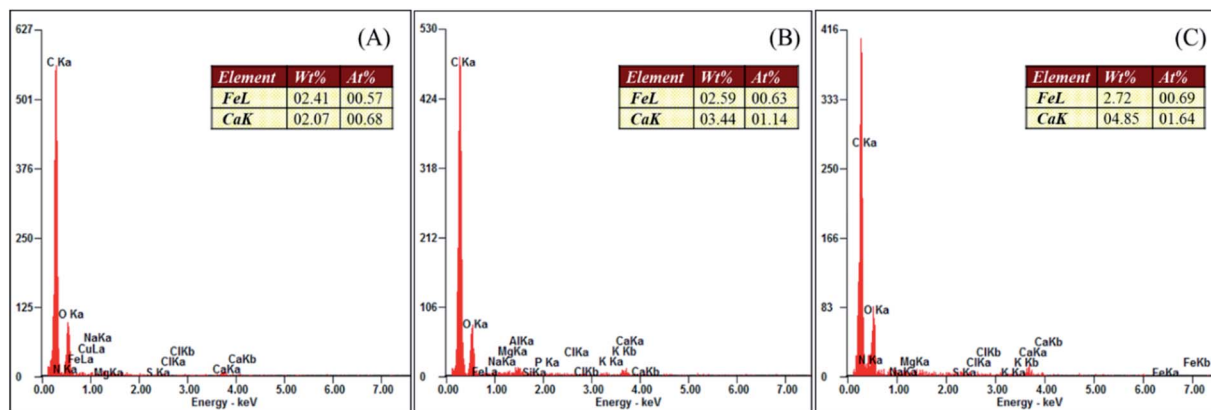 (A)
627
501
376
250
125
0
C Ka
Element Wt% At%
FeL 02.41 00.57
CaK 02.07 00.68
O Ka
NaKa
CuLa
FeLa
N Ka
MgKa
S Ka
ClKb
ClKa
CaKb
CaKa
0.00 1.00 2.00 3.00 4.00 5.00 6.00 7.00
Energy - keV
(B)
530
424
318
212
106
0
C Ka
Element Wt% At%
FeL 02.59 00.63
CaK 03.44 01.14
O Ka
AlKa
MgKa
NaKa
FeLa
SiKa
P Ka
ClKa
ClKb
CaKa
K Kb
K Ka
CaKb
0.00 1.00 2.00 3.00 4.00 5.00 6.00 7.00
Energy - keV
(C)
416
333
250
166
83
0
C Ka
Element Wt% At%
FeL 2.72 00.69
CaK 04.85 01.64
O Ka
N Ka
MgKa
NaKa
ClKb
ClKa
S Ka
CaKb
CaKa
K Kb
K Ka
FeKb
FeKa
0.00 1.00 2.00 3.00 4.00 5.00 6.00 7.00
Energy - keV